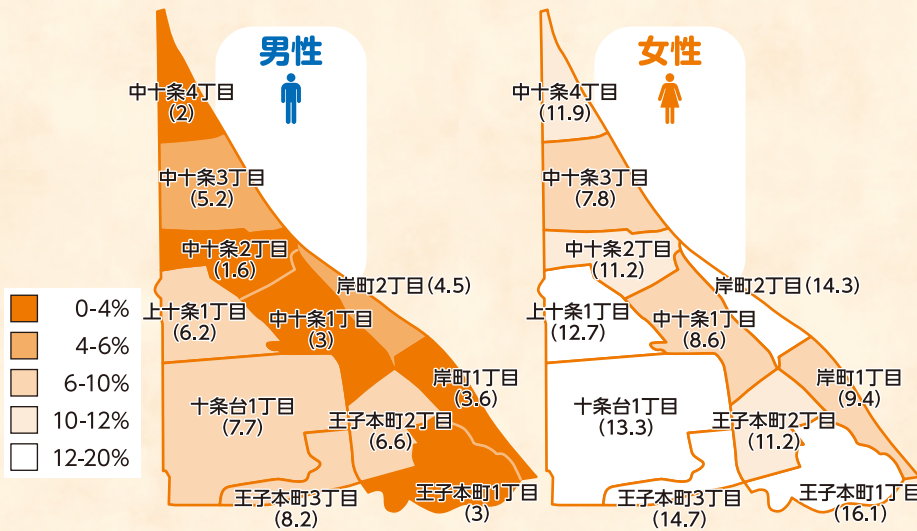 男性
中十条4丁目
(2)
中十条3丁目
(5.2)
中十条2丁目
(1.6)
岸町2丁目(4.5)
上十条1丁目
(6.2)
中十条1丁目
(3)
岸町1丁目
(3.6)
十条台1丁目
(7.7)
王子本町2丁目
(6.6)
王子本町3丁目
(8.2)
王子本町1丁目
(3)
女性
中十条4丁目
(11.9)
中十条3丁目
(7.8)
中十条2丁目
(11.2)
岸町2丁目(14.3)
上十条1丁目
(12.7)
中十条1丁目
(8.6)
岸町1丁目
(9.4)
十条台1丁目
(13.3)
王子本町2丁目
(11.2)
王子本町3丁目
(14.7)
王子本町1丁目
(16.1)
0-4%
4-6%
6-10%
10-12%
12-20%